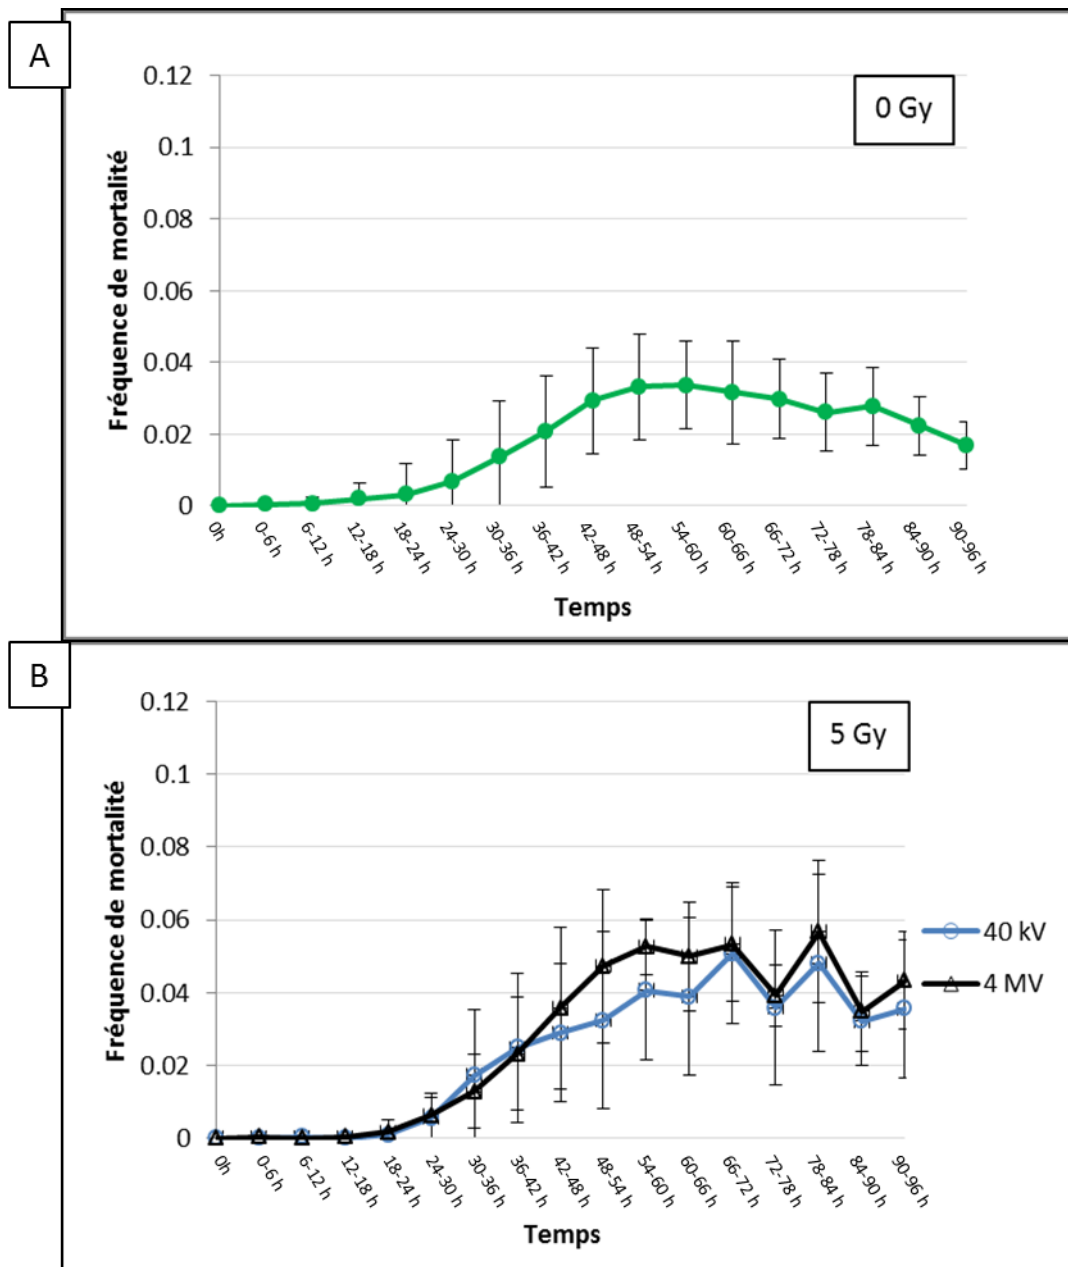 A
0 Gy
Fréquence de mortalité
0.12
0.1
0.08
0.06
0.04
0.02
0
0h
0-6 h
6-12 h
12-18 h
18-24 h
24-30 h
30-36 h
36-42 h
42-48 h
48-54 h
54-60 h
60-66 h
66-72 h
72-78 h
78-84 h
84-90 h
90-96 h
Temps
B
5 Gy
Fréquence de mortalité
0.12
0.1
0.08
0.06
0.04
0.02
0
40 kV
4 MV
0h
0-6 h
6-12 h
12-18 h
18-24 h
24-30 h
30-36 h
36-42 h
42-48 h
48-54 h
54-60 h
60-66 h
66-72 h
72-78 h
78-84 h
84-90 h
90-96 h
Temps